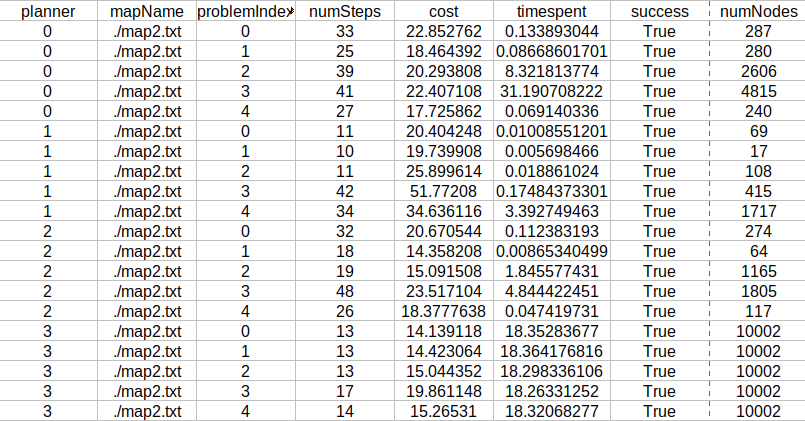 planner mapName problemIndex numSteps cost timespent success numNodes
0 ./map2.txt 0 33 22.852762 0.133893044 True 287
0 ./map2.txt 1 25 18.464392 0.08668601701 True 280
0 ./map2.txt 2 39 20.293808 8.321813774 True 2606
0 ./map2.txt 3 41 22.407108 31.190708222 True 4815
0 ./map2.txt 4 27 17.725862 0.069140336 True 240
1 ./map2.txt 0 11 20.404248 0.01008551201 True 69
1 ./map2.txt 1 10 19.739908 0.005698466 True 17
1 ./map2.txt 2 11 25.899614 0.018861024 True 108
1 ./map2.txt 3 42 51.77208 0.17484373301 True 415
1 ./map2.txt 4 34 34.636116 3.392749463 True 1717
2 ./map2.txt 0 32 20.670544 0.112383193 True 274
2 ./map2.txt 1 18 14.358208 0.00865340499 True 64
2 ./map2.txt 2 19 15.091508 1.845577431 True 1165
2 ./map2.txt 3 48 23.517104 4.844422451 True 1805
2 ./map2.txt 4 26 18.3777638 0.047419731 True 117
3 ./map2.txt 0 13 14.139118 18.35283677 True 10002
3 ./map2.txt 1 13 14.423064 18.364176816 True 10002
3 ./map2.txt 2 13 15.044352 18.298336106 True 10002
3 ./map2.txt 3 17 19.861148 18.26331252 True 10002
3 ./map2.txt 4 14 15.26531 18.32068277 True 10002